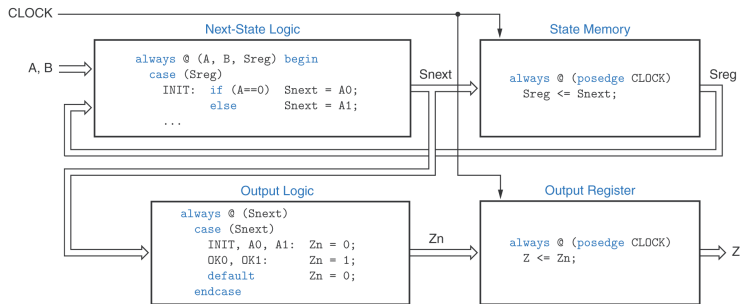 CLOCK
Next-State Logic
State Memory
A, B
always @ (A, B, Sreg) begin
case (Sreg)
INIT: if (A==0) Snext = A0;
else Snext = A1;
...
Snext
always @ (posedge CLOCK)
Sreg <= Snext;
Sreg
Output Logic
Output Register
always @ (Snext)
case (Snext)
INIT, A0, A1: Zn = 0;
OK0, OK1: Zn = 1;
default Zn = 0;
endcase
Zn
always @ (posedge CLOCK)
Z <= Zn;
Z